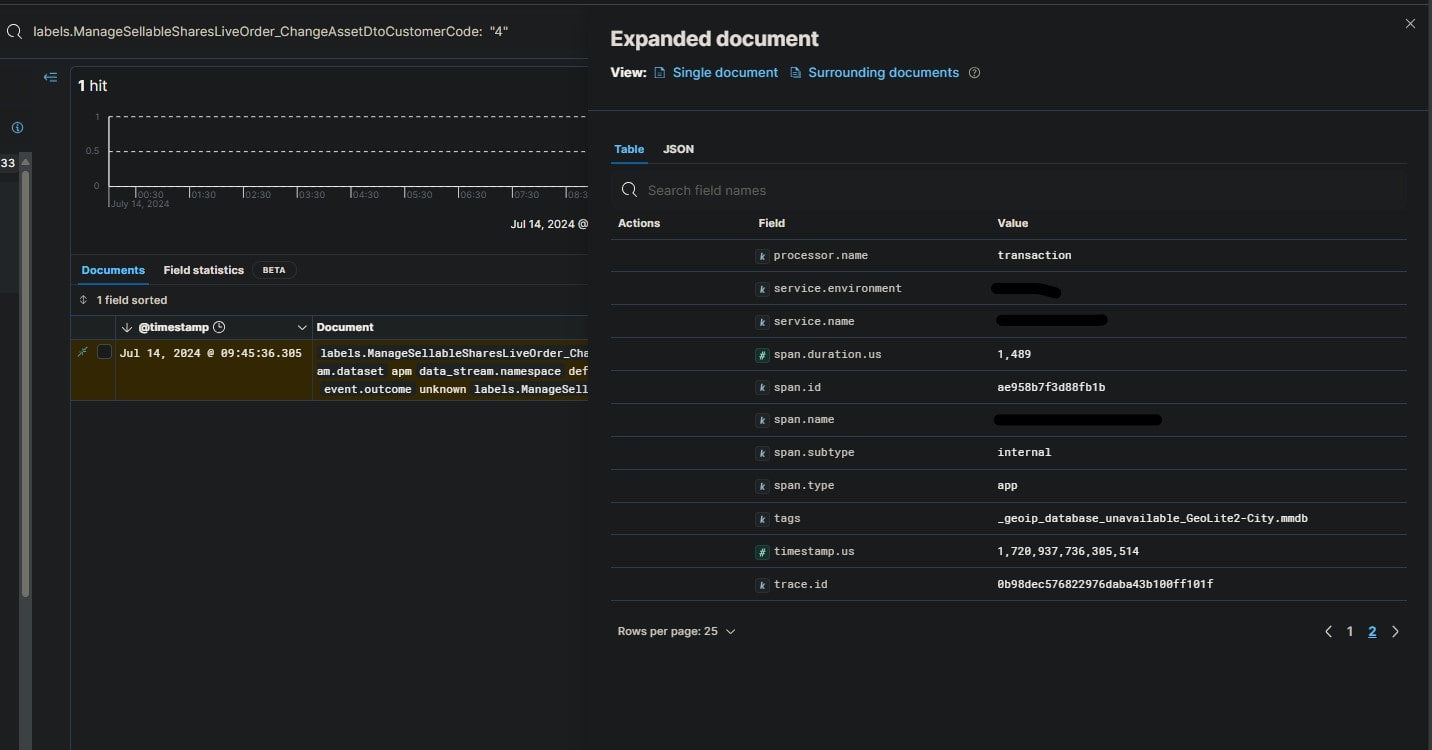 labels.ManageSellableSharesLiveOrder_ChangeAssetDtoCustomerCode: "4"
33
1 hit
1
0.5
0
00:30 01:30 02:30 03:30 04:30 05:30 06:30 07:30 08:3
July 14, 2024
Jul 14, 2024 @
Documents Field statistics BETA
1 field sorted
@timestamp Document
Jul 14, 2024 @ 09:45:36.305 labels.ManageSellableSharesLiveOrder_Cha
am.dataset apm data_stream.namespace def
event.outcome unknown labels.ManageSell
Expanded document
View: Single document Surrounding documents
Table JSON
Search field names
Actions Field Value
k processor.name transaction
k service.environment
k service.name
# span.duration.us 1,489
k span.id ae958b7f3d88fb1b
k span.name
k span.subtype internal
k span.type app
k tags _geoip_database_unavailable_GeoLite2-City.mmdb
# timestamp.us 1,720,937,736,305,514
k trace.id 0b98dec576822976daba43b100ff101f
Rows per page: 25
1 2